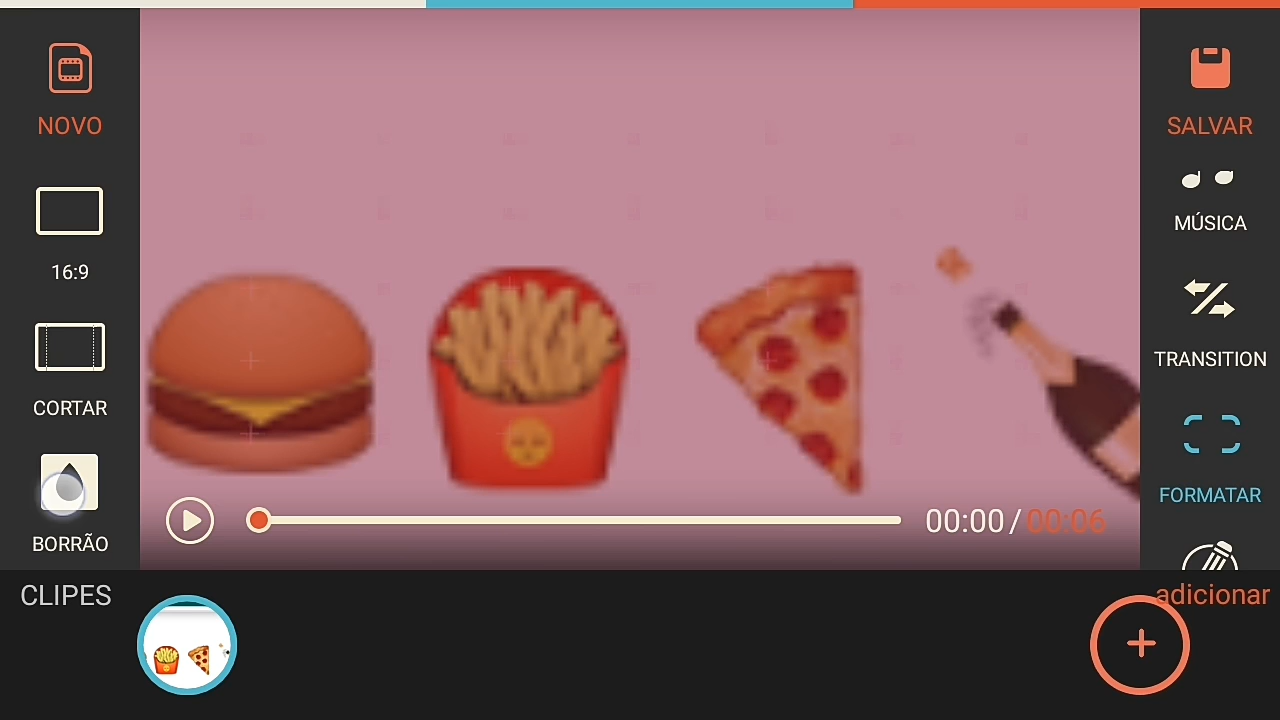 NOVO
16:9
CORTAR
BORRÃO
SALVAR
MÚSICA
TRANSITION
FORMATAR
00:00 / 00:06
CLIPES
adicionar